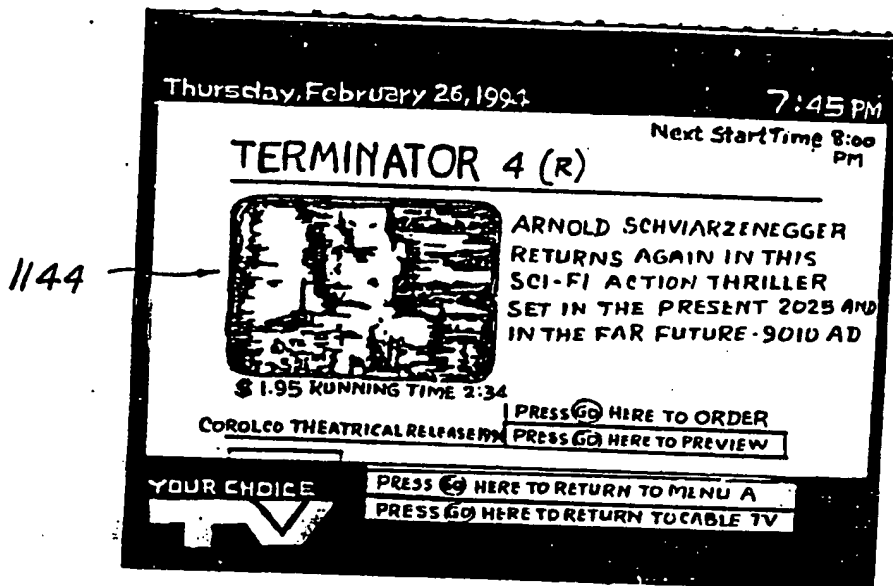 Thursday, February 26, 1992 7:45 PM
Next Start Time 8:00
PM
TERMINATOR 4 (R)
1144
ARNOLD SCHVIARZENEGGER
RETURNS AGAIN IN THIS
SCI-FI ACTION THRILLER
SET IN THE PRESENT 2025 AND
IN THE FAR FUTURE-9010 AD
$ 1.95 RUNNING TIME 2:34
PRESS GO HERE TO ORDER
COROLCO THEATRICAL RELEASE
PRESS GO HERE TO PREVIEW
YOUR CHOICE
TV
PRESS GO HERE TO RETURN TO MENU A
PRESS GO HERE TO RETURN TO CABLE TV